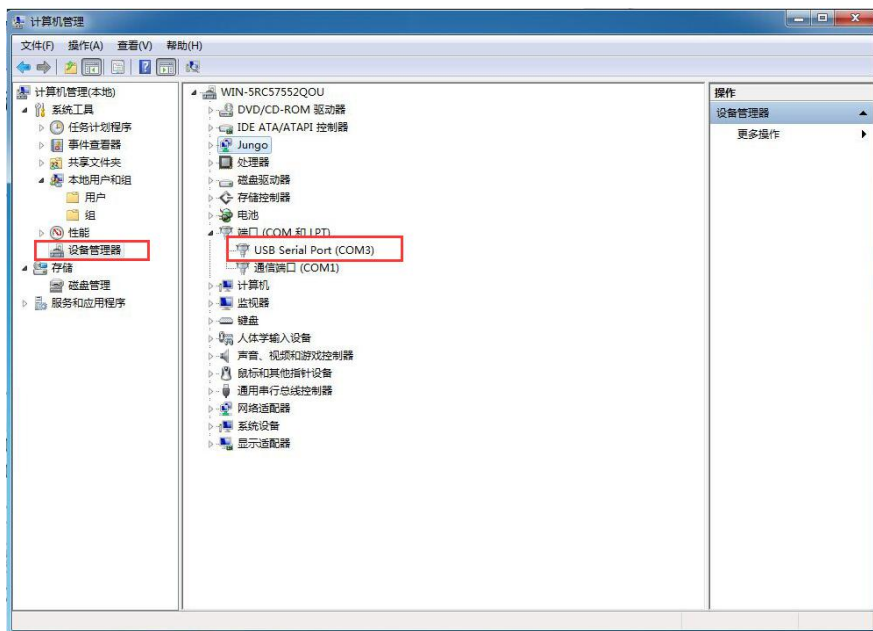 计算机管理
文件(F) 操作(A) 查看(V) 帮助(H)
计算机管理(本地)
系统工具
任务计划程序
事件查看器
共享文件夹
本地用户和组
用户
组
性能
设备管理器
存储
磁盘管理
服务和应用程序
WIN-5RC57552QOU
DVD/CD-ROM 驱动器
IDE ATA/ATAPI 控制器
Jungo
处理器
磁盘驱动器
存储控制器
电池
端口 (COM 和 LPT)
USB Serial Port (COM3)
通信端口 (COM1)
计算机
监视器
键盘
人体学输入设备
声音、视频和游戏控制器
鼠标和其他指针设备
通用串行总线控制器
网络适配器
系统设备
显示适配器
操作
设备管理器
更多操作